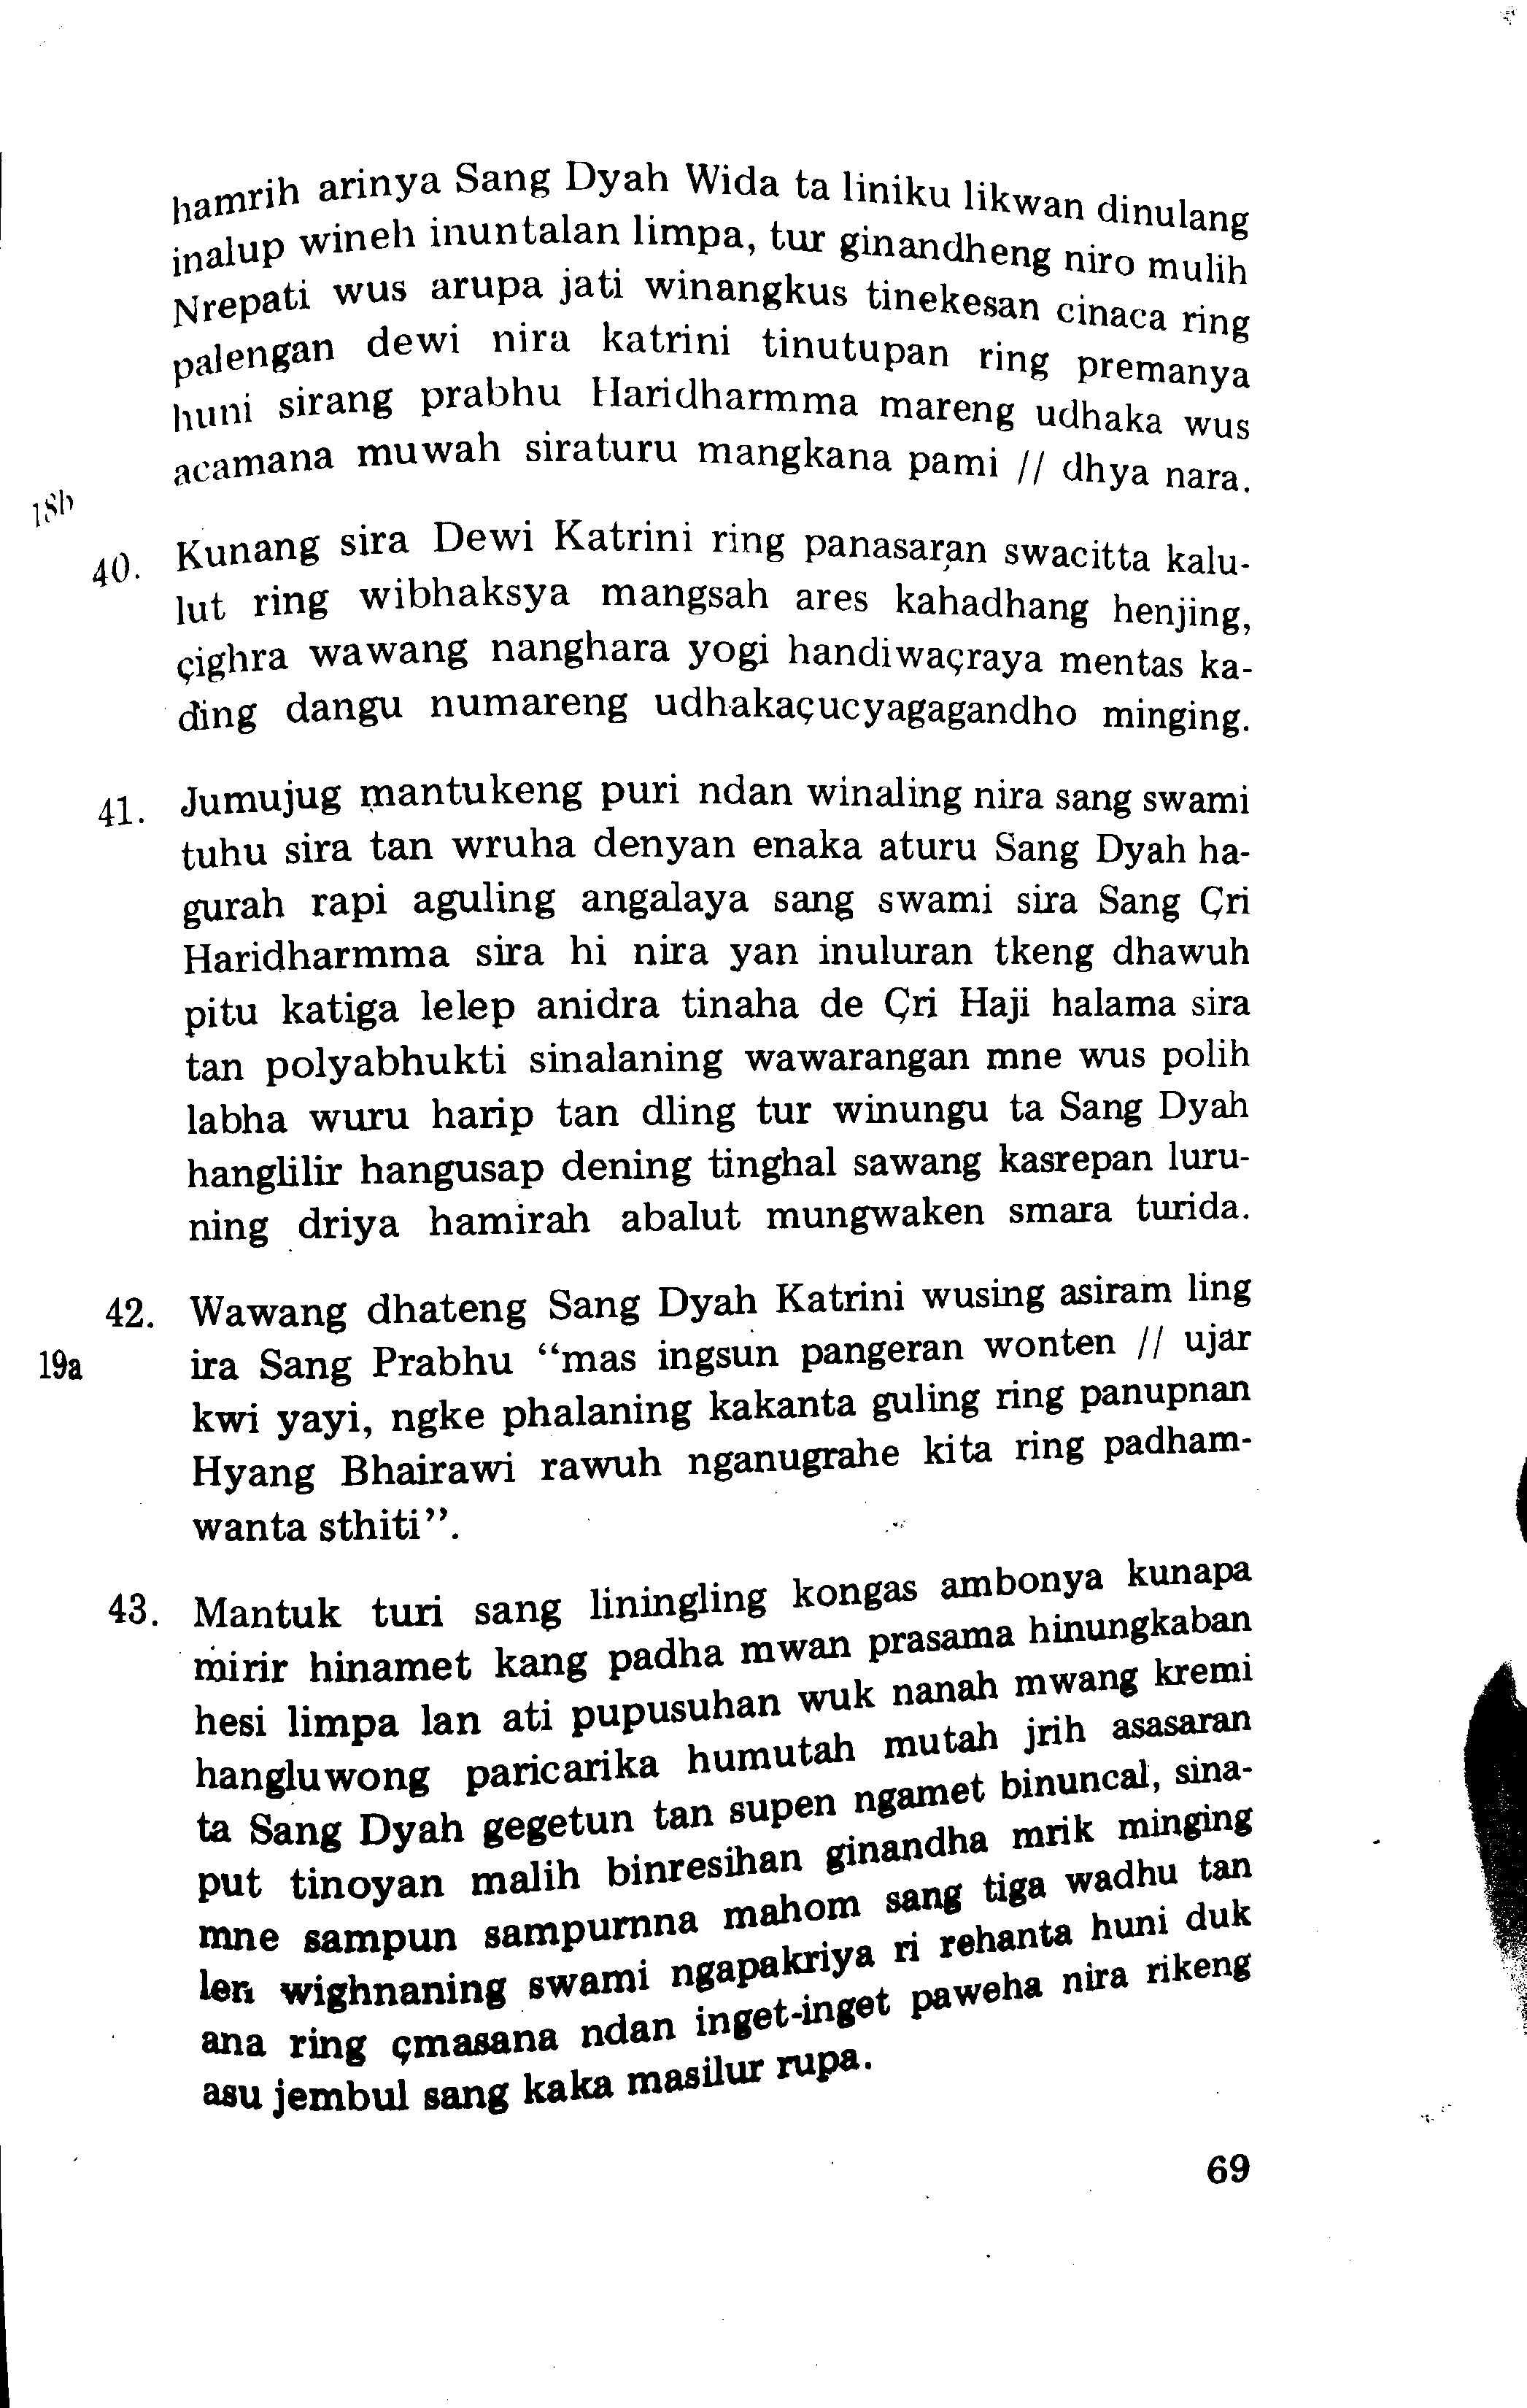 hamrih arinya Sang Dyah Wida ta liniku likwan dinulang
inalup wineh inuntalan limpa, tur ginandheng niro mulih
Nrepati wus arupa jati winangkus tinekesan cinaca ring
palengan dewi nira katrini tinutupan ring premanya
huni sirang prabhu Haridharmma mareng udhaka wus
acamana muwah siraturu mangkana pami // dhya nara.
18b
40. Kunang sira Dewi Katrini ring panasaṛan swacitta kalu-
lut ring wibhaksya mangsah ares kahadhang henjing,
çighra wawang nanghara yogi handiwaçraya mentas ka-
ding dangu numareng udhakaçucyagagandho minging.
41. Jumujug mantukeng puri ndan winaling nira sang swami
tuhu sira tan wruha denyan enaka aturu Sang Dyah ha-
gurah rapi aguling angalaya sang swami sira Sang Çri
Haridharmma sira hi nira yan inuluran tkeng dhawuh
pitu katiga lelep anidra tinaha de Çri Haji halama sira
tan polyabhukti sinalaning wawarangan mne wus polih
labha wuru harip tan dling tur winungu ta Sang Dyah
hanglilir hangusap dening tinghal sawang kasrepan luru-
ning driya hamirah abalut mungwaken smara turida.
42. Wawang dhateng Sang Dyah Katrini wusing asiram ling
19a ira Sang Prabhu “mas ingsun pangeran wonten // ujar
kwi yayi, ngke phalaning kakanta guling ring panupnan
Hyang Bhairawi rawuh nganugrahe kita ring padham-
wanta sthiti”.
43. Mantuk turi sang liningling kongas ambonya kunapa
mirir hinamet kang padha mwan prasama hinungkaban
hesi limpa lan ati pupusuhan wuk nanah mwang kremi
hangluwong paricarika humutah mutah jrih asasaran
ta Sang Dyah gegetun tan supen ngamet binuncal, sina-
put tinoyan malih binresihan ginandha mrik minging
mne sampun sampurnna mahom sang tiga wadhu tan
len wighnaning swami ngapakriya ri rehanta huni duk
ana ring çmasana ndan inget-inget paweha nira rikeng
asu jembul sang kaka masilur rupa.
69